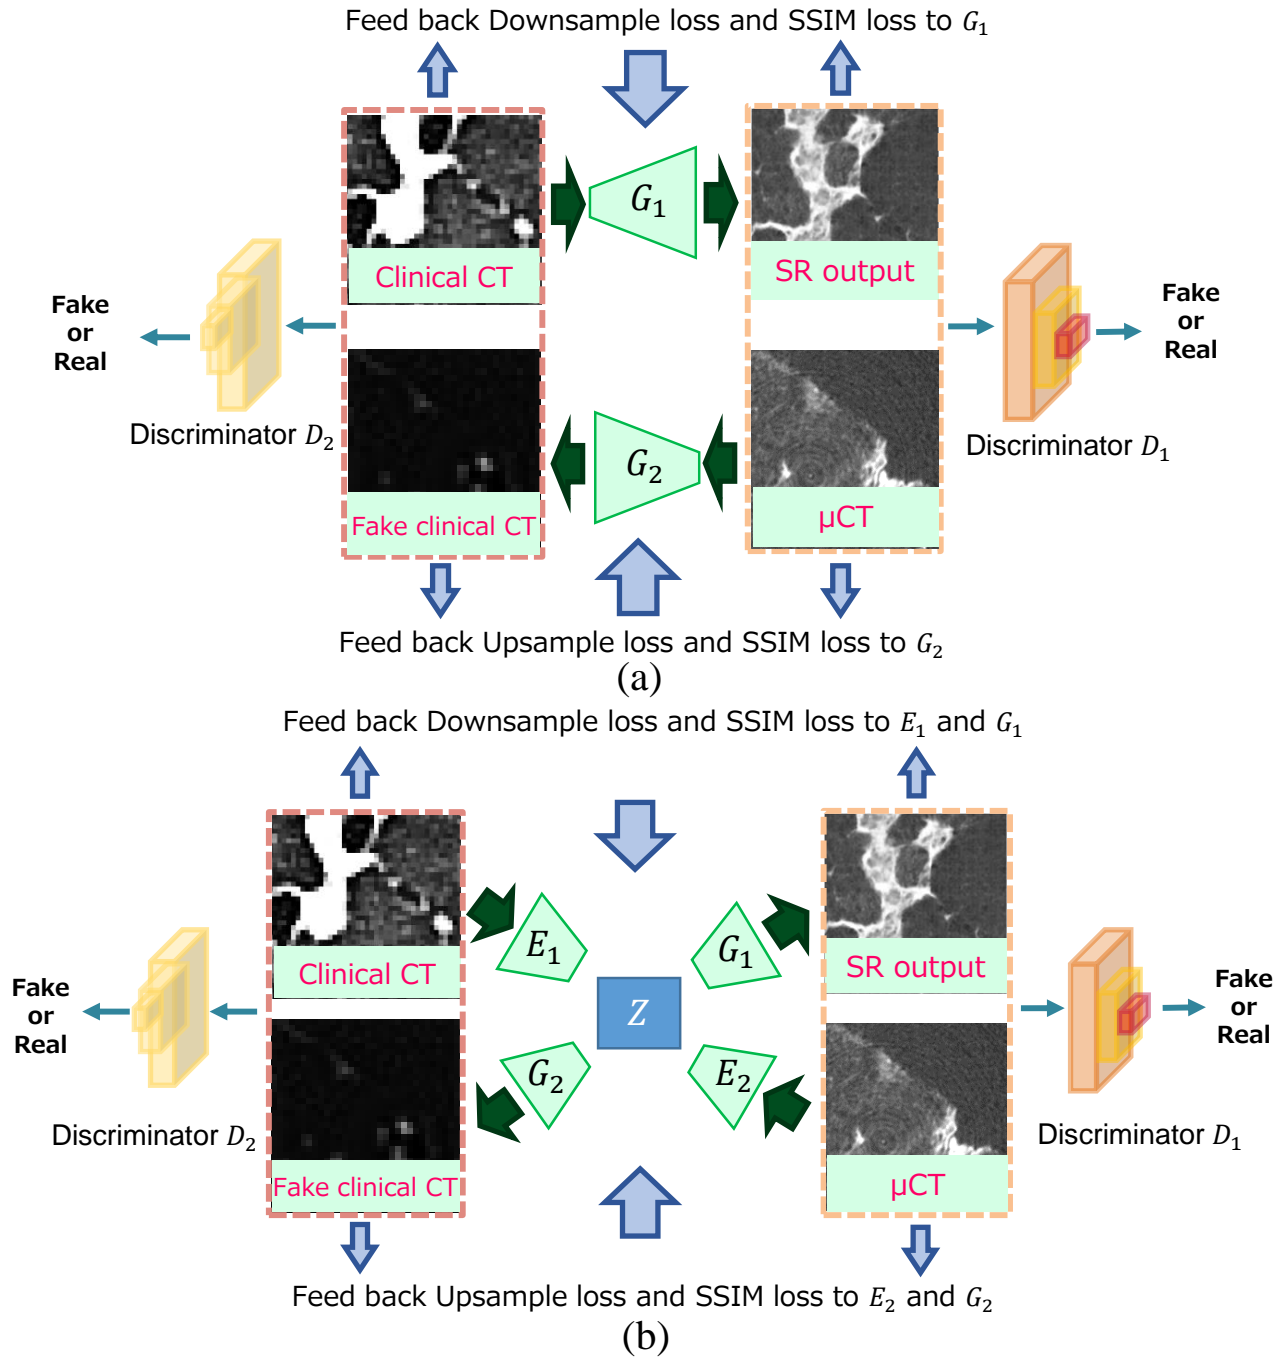 Feed back Downsample loss and SSIM loss to G₁
Clinical CT
G₁
SR output
Fake
or
Real
Fake
or
Real
Discriminator D₂
Discriminator D₁
Fake clinical CT
G₂
μCT
Feed back Upsample loss and SSIM loss to G₂
(a)
Feed back Downsample loss and SSIM loss to E₁ and G₁
Clinical CT
E₁
G₁
SR output
Fake
or
Real
Z
Fake
or
Real
G₂
E₂
Discriminator D₂
Discriminator D₁
Fake clinical CT
μCT
Feed back Upsample loss and SSIM loss to E₂ and G₂
(b)